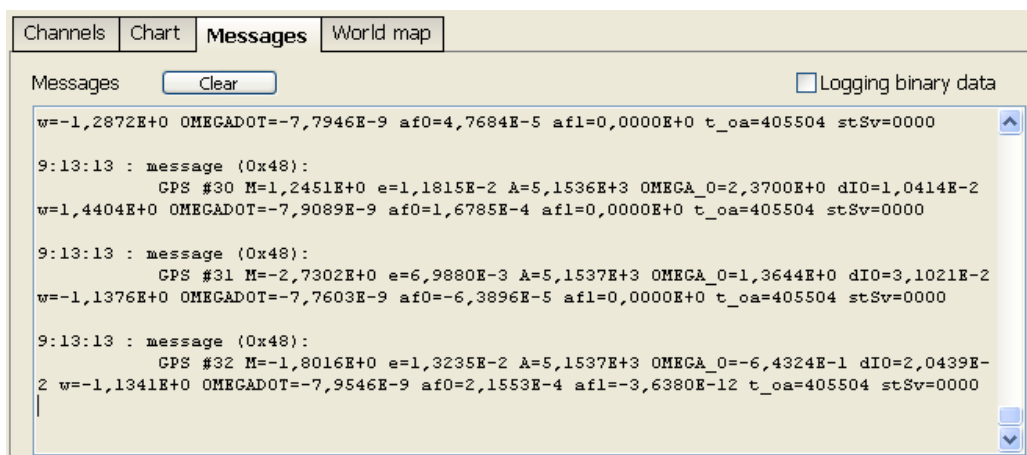 Channels Chart Messages World map
Messages Clear Logging binary data
w=-1,2872E+0 OMEGADOT=-7,7946E-9 af0=4,7684E-5 af1=0,0000E+0 t_oa=405504 stSv=0000
9:13:13 : message (0x48):
GPS #30 M=1,2451E+0 e=1,1815E-2 A=5,1536E+3 OMEGA_0=2,3700E+0 dI0=1,0414E-2
w=1,4404E+0 OMEGADOT=-7,9089E-9 af0=1,6785E-4 af1=0,0000E+0 t_oa=405504 stSv=0000
9:13:13 : message (0x48):
GPS #31 M=-2,7302E+0 e=6,9880E-3 A=5,1537E+3 OMEGA_0=1,3644E+0 dI0=3,1021E-2
w=-1,1376E+0 OMEGADOT=-7,7603E-9 af0=-6,3896E-5 af1=0,0000E+0 t_oa=405504 stSv=0000
9:13:13 : message (0x48):
GPS #32 M=-1,8016E+0 e=1,3235E-2 A=5,1537E+3 OMEGA_0=-6,4324E-1 dI0=2,0439E-
2 w=-1,1341E+0 OMEGADOT=-7,9546E-9 af0=2,1553E-4 af1=-3,6380E-12 t_oa=405504 stSv=0000